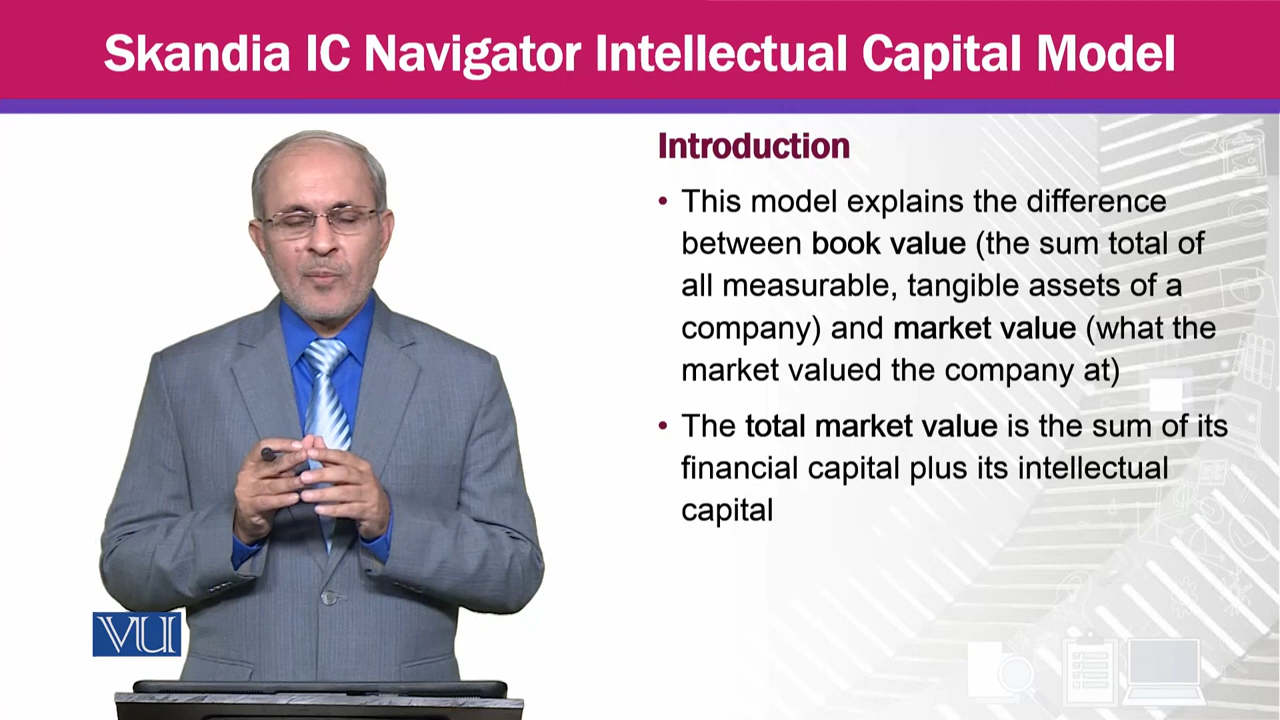 Skandia IC Navigator Intellectual Capital Model
Introduction
• This model explains the difference
between book value (the sum total of
all measurable, tangible assets of a
company) and market value (what the
market valued the company at)
• The total market value is the sum of its
financial capital plus its intellectual
capital
VU